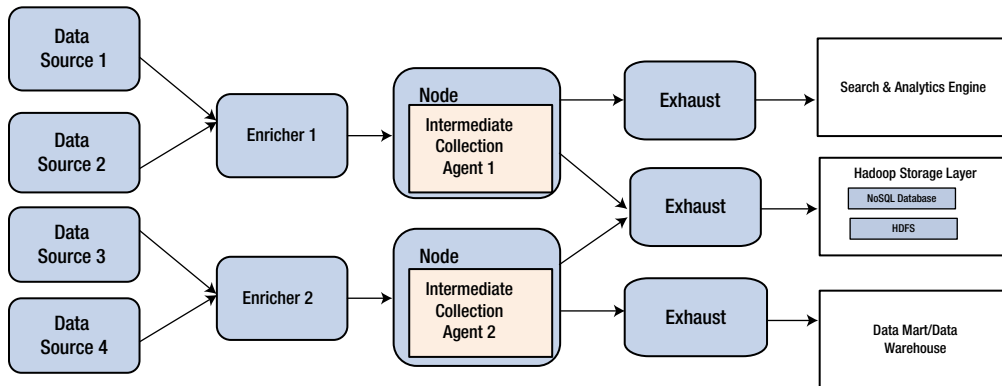 Data
Source 1
Data
Source 2
Data
Source 3
Data
Source 4
Enricher 1
Enricher 2
Node
Intermediate
Collection
Agent 1
Node
Intermediate
Collection
Agent 2
Exhaust
Exhaust
Exhaust
Search & Analytics Engine
Hadoop Storage Layer
NoSQL Database
HDFS
Data Mart/Data
Warehouse